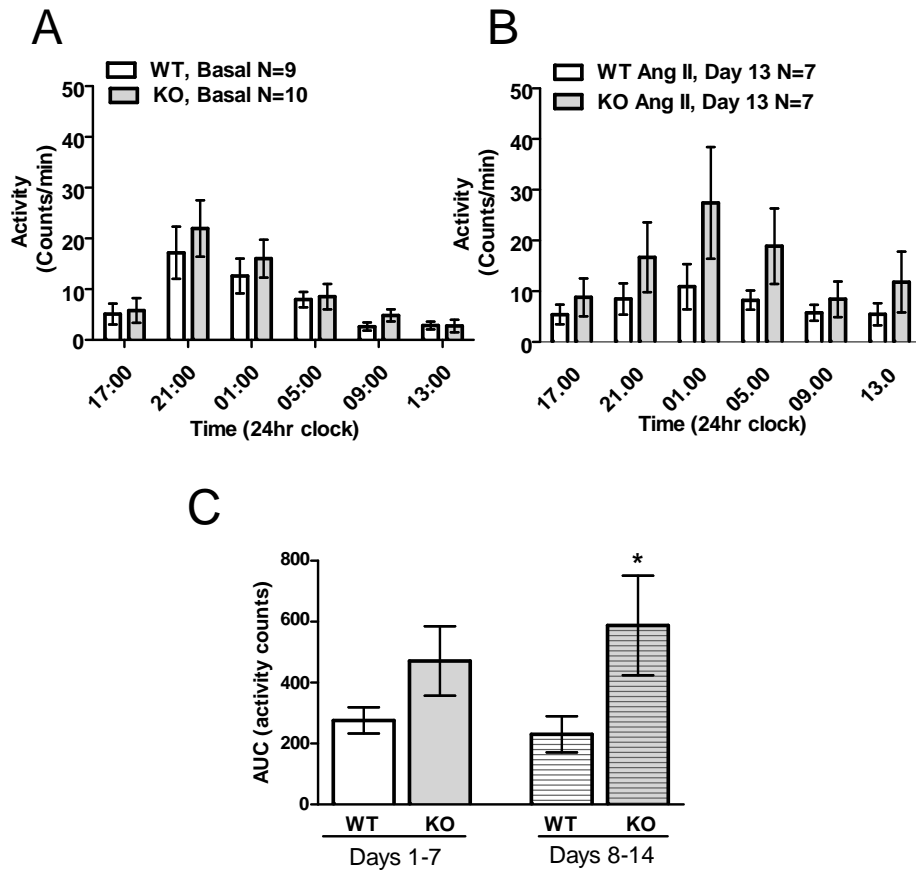 A
WT, Basal N=9
KO, Basal N=10
50
40
30
20
10
0
Activity
(Counts/min)
17:00
21:00
01:00
05:00
09:00
13:00
Time (24hr clock)
B
WT Ang II, Day 13 N=7
KO Ang II, Day 13 N=7
50
40
30
20
10
0
Activity
(Counts/min)
17.00
21.00
01.00
05.00
09.00
13.0
Time (24hr clock)
C
800
600
400
200
0
AUC (activity counts)
*
WT
KO
WT
KO
Days 1-7
Days 8-14